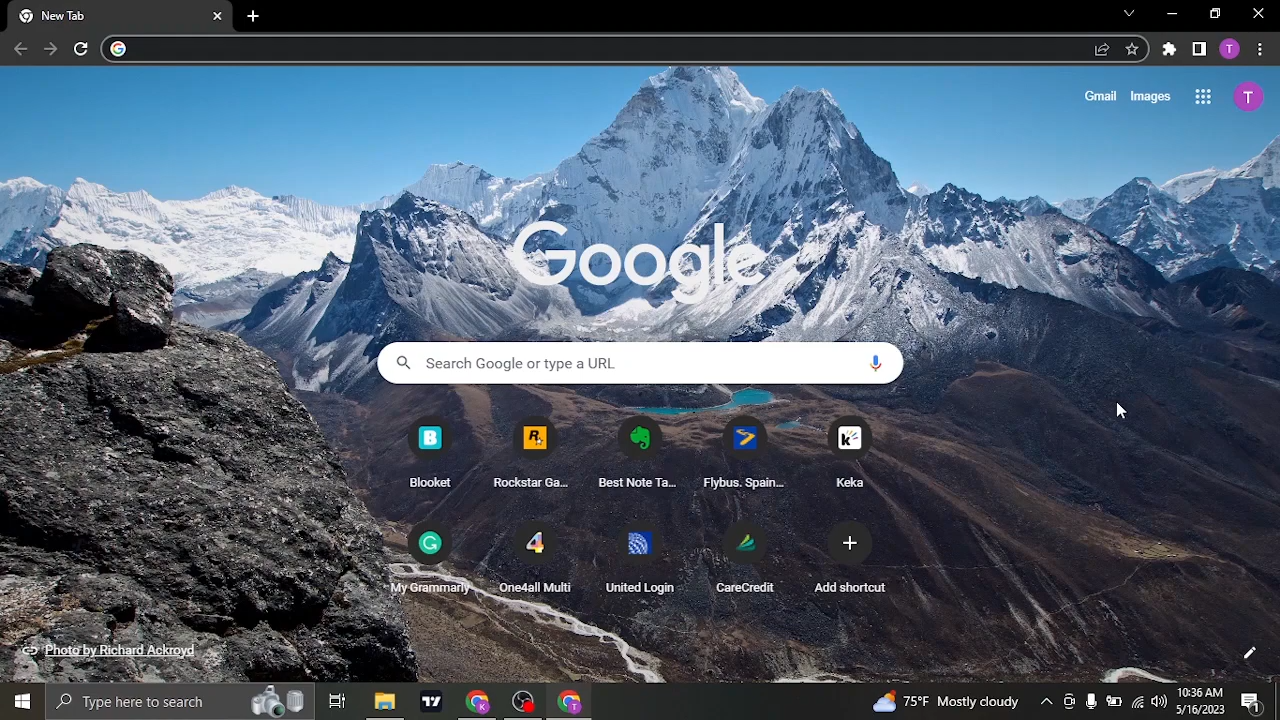 New Tab
T
Gmail Images
T
Google
Search Google or type a URL
B
R
K
Blooket
Rockstar Ga...
Best Note Ta...
Flybus. Spain...
Keka
G
4
My Grammarly
One4all Multi
United Login
CareCredit
Add shortcut
Photo by Richard Ackroyd
Type here to search
K
T
75°F Mostly cloudy
10:36 AM
5/16/2023
1